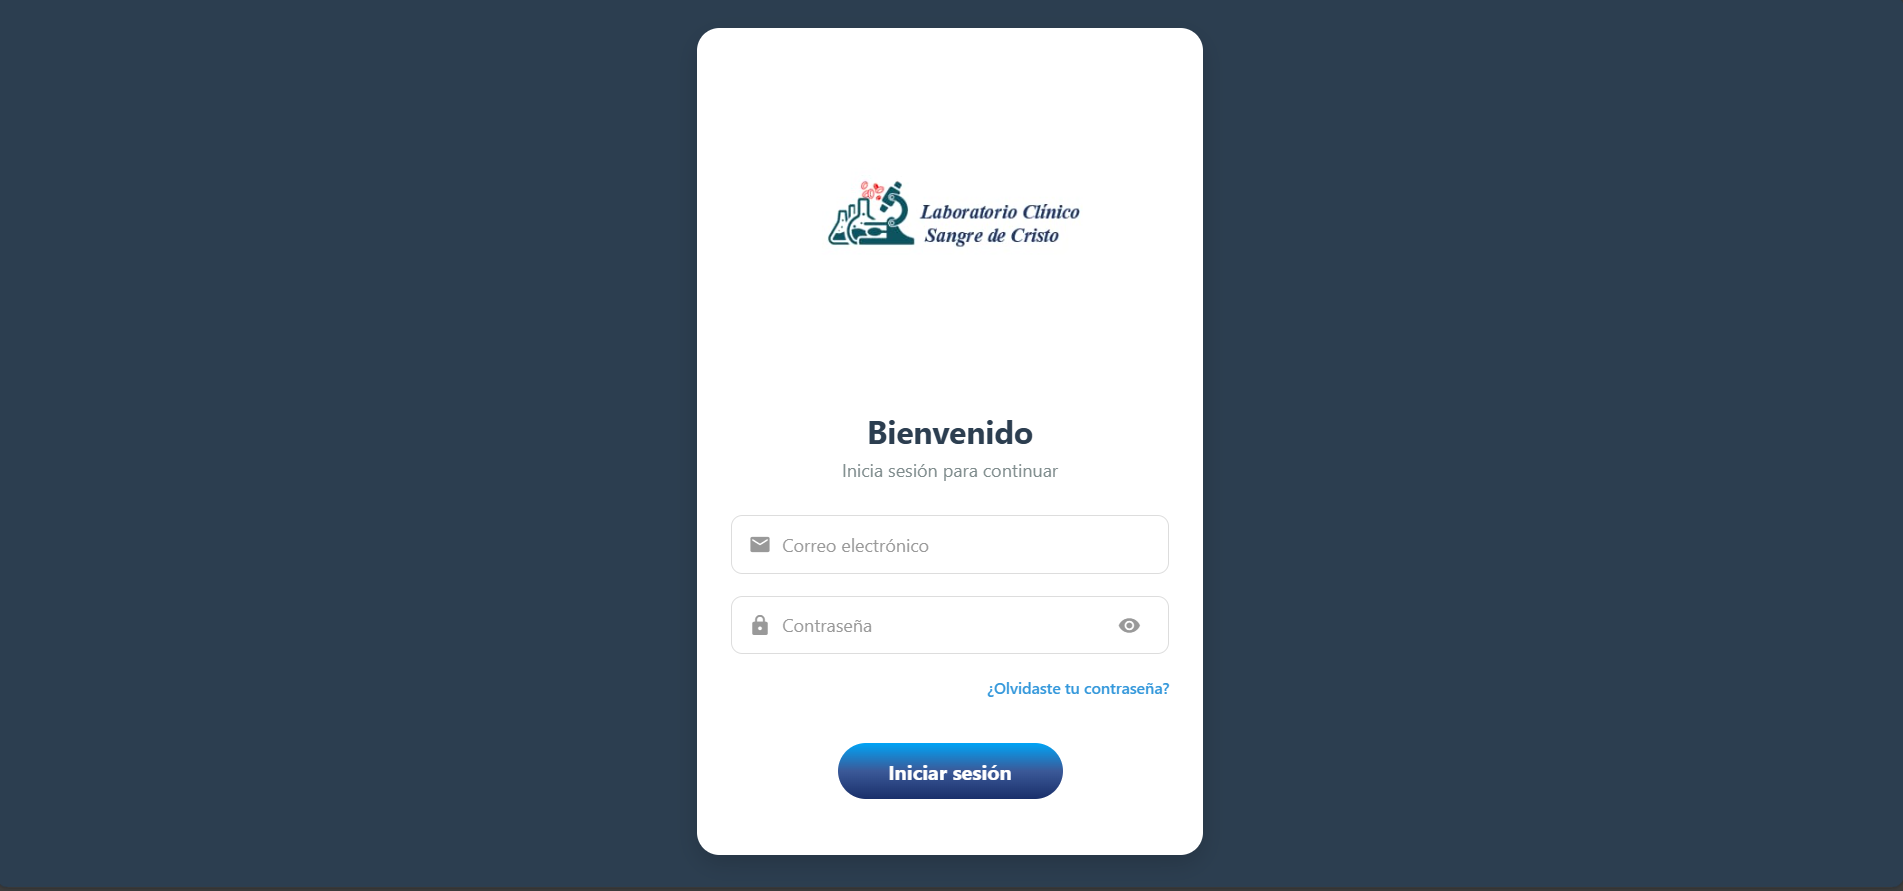 Laboratorio Clínico
Sangre de Cristo
Bienvenido
Inicia sesión para continuar
Correo electrónico
Contraseña
¿Olvidaste tu contraseña?
Iniciar sesión